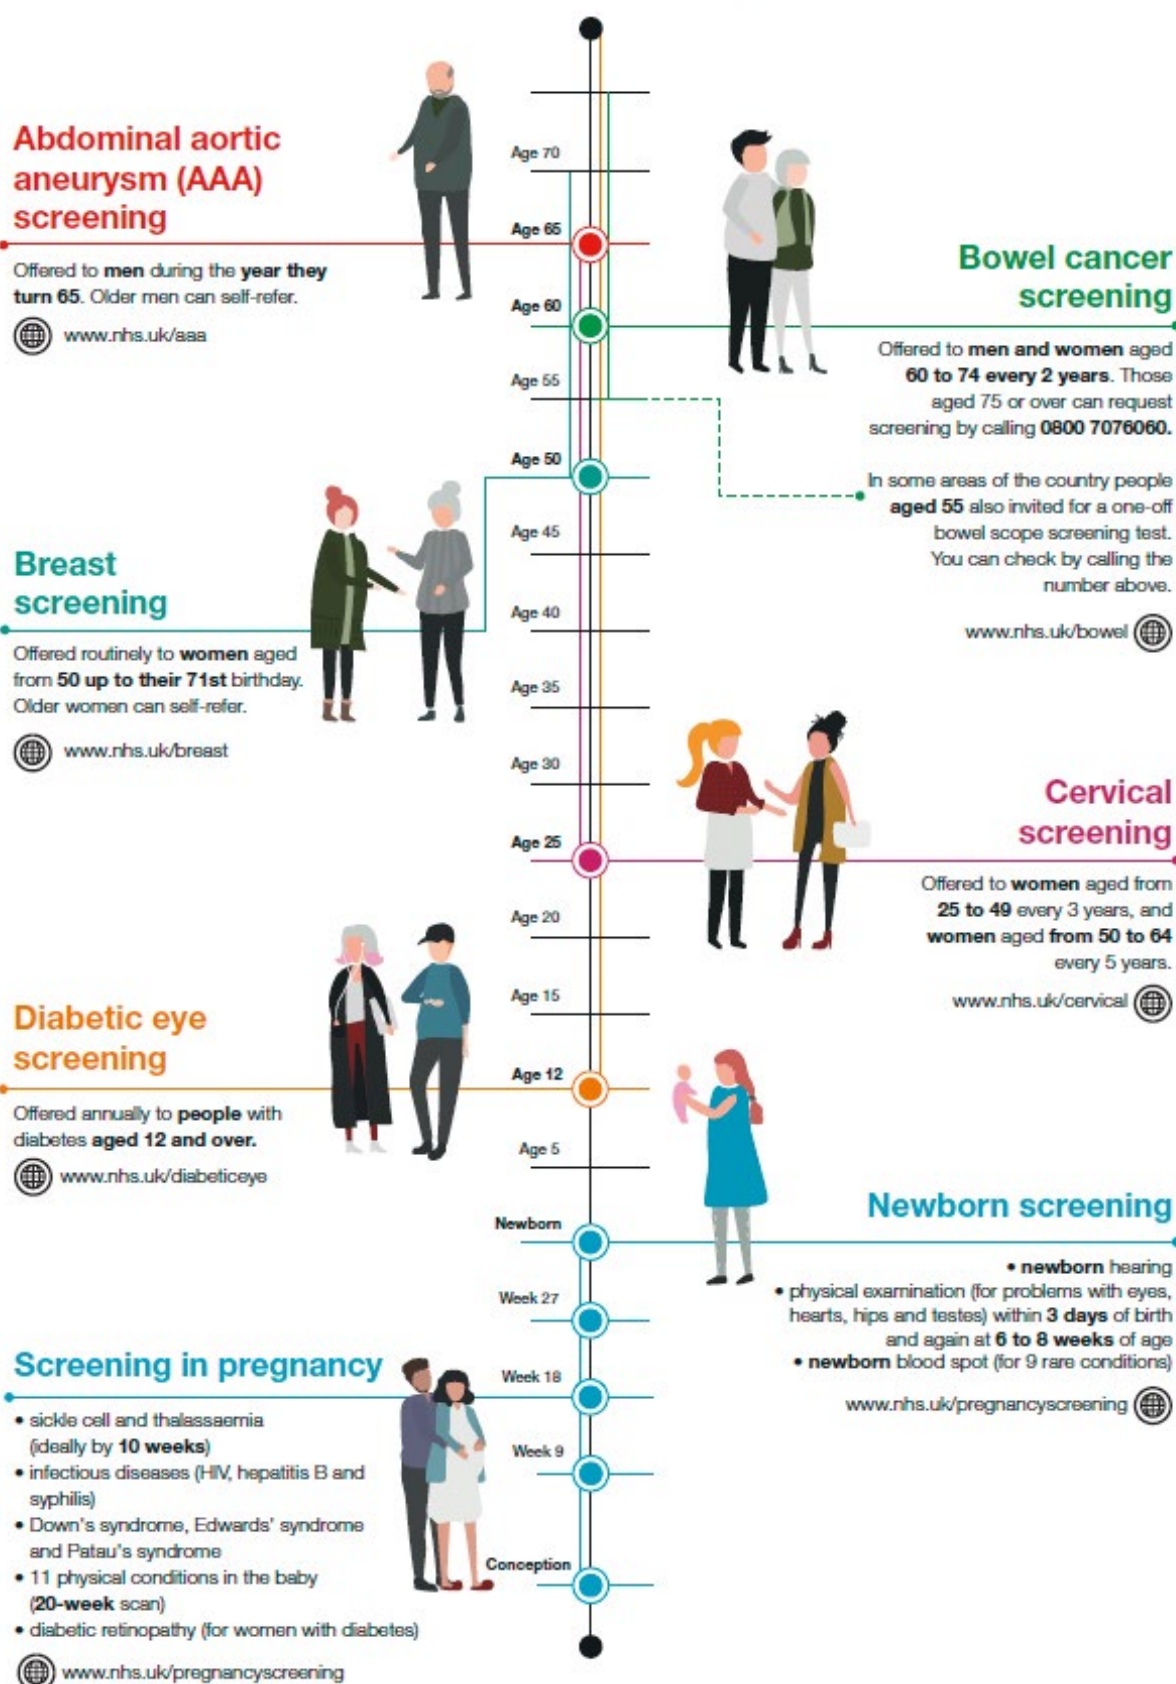 Abdominal aortic
aneurysm (AAA)
screening
Offered to men during the year they
turn 65. Older men can self-refer.
www.nhs.uk/aaa
Breast
screening
Offered routinely to women aged
from 50 up to their 71st birthday.
Older women can self-refer.
www.nhs.uk/breast
Diabetic eye
screening
Offered annually to people with
diabetes aged 12 and over.
www.nhs.uk/diabeticeye
Screening in pregnancy
• sickle cell and thalassaemia
(ideally by 10 weeks)
• infectious diseases (HIV, hepatitis B and
syphilis)
• Down's syndrome, Edwards' syndrome
and Patau's syndrome
• 11 physical conditions in the baby
(20-week scan)
• diabetic retinopathy (for women with diabetes)
www.nhs.uk/pregnancyscreening
Age 70
Age 65
Age 60
Age 55
Age 50
Age 45
Age 40
Age 35
Age 30
Age 25
Age 20
Age 15
Age 12
Age 5
Newborn
Week 27
Week 18
Week 9
Conception
Bowel cancer
screening
Offered to men and women aged
60 to 74 every 2 years. Those
aged 75 or over can request
screening by calling 0800 7076060.
In some areas of the country people
aged 55 also invited for a one-off
bowel scope screening test.
You can check by calling the
number above.
www.nhs.uk/bowel
Cervical
screening
Offered to women aged from
25 to 49 every 3 years, and
women aged from 50 to 64
every 5 years.
www.nhs.uk/cervical
Newborn screening
• newborn hearing
• physical examination (for problems with eyes,
hearts, hips and testes) within 3 days of birth
and again at 6 to 8 weeks of age
• newborn blood spot (for 9 rare conditions)
www.nhs.uk/pregnancyscreening